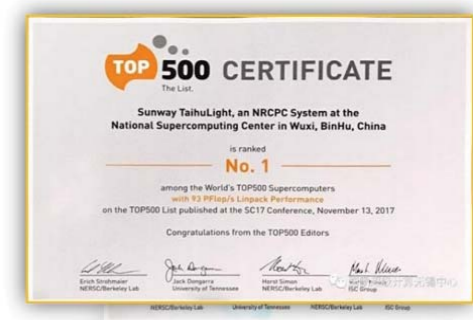 TOP 500 CERTIFICATE
The List.
Sunway TaihuLight, an NRCPC System at the
National Supercomputing Center in Wuxi, BinHu, China
is ranked
No. 1
among the World's TOP500 Supercomputers
with 93 PFlop/s Linpack Performance
on the TOP500 List published at the SC17 Conference, November 13, 2017
Congratulations from the TOP500 Editors
Erich Strohmaier
NERSC/Berkeley Lab
Jack Dongarra
University of Tennessee
Horst Simon
NERSC/Berkeley Lab
ISC Group
NERSC/Berkeley Lab University of Tennessee NERSC/Berkeley Lab ISC Group